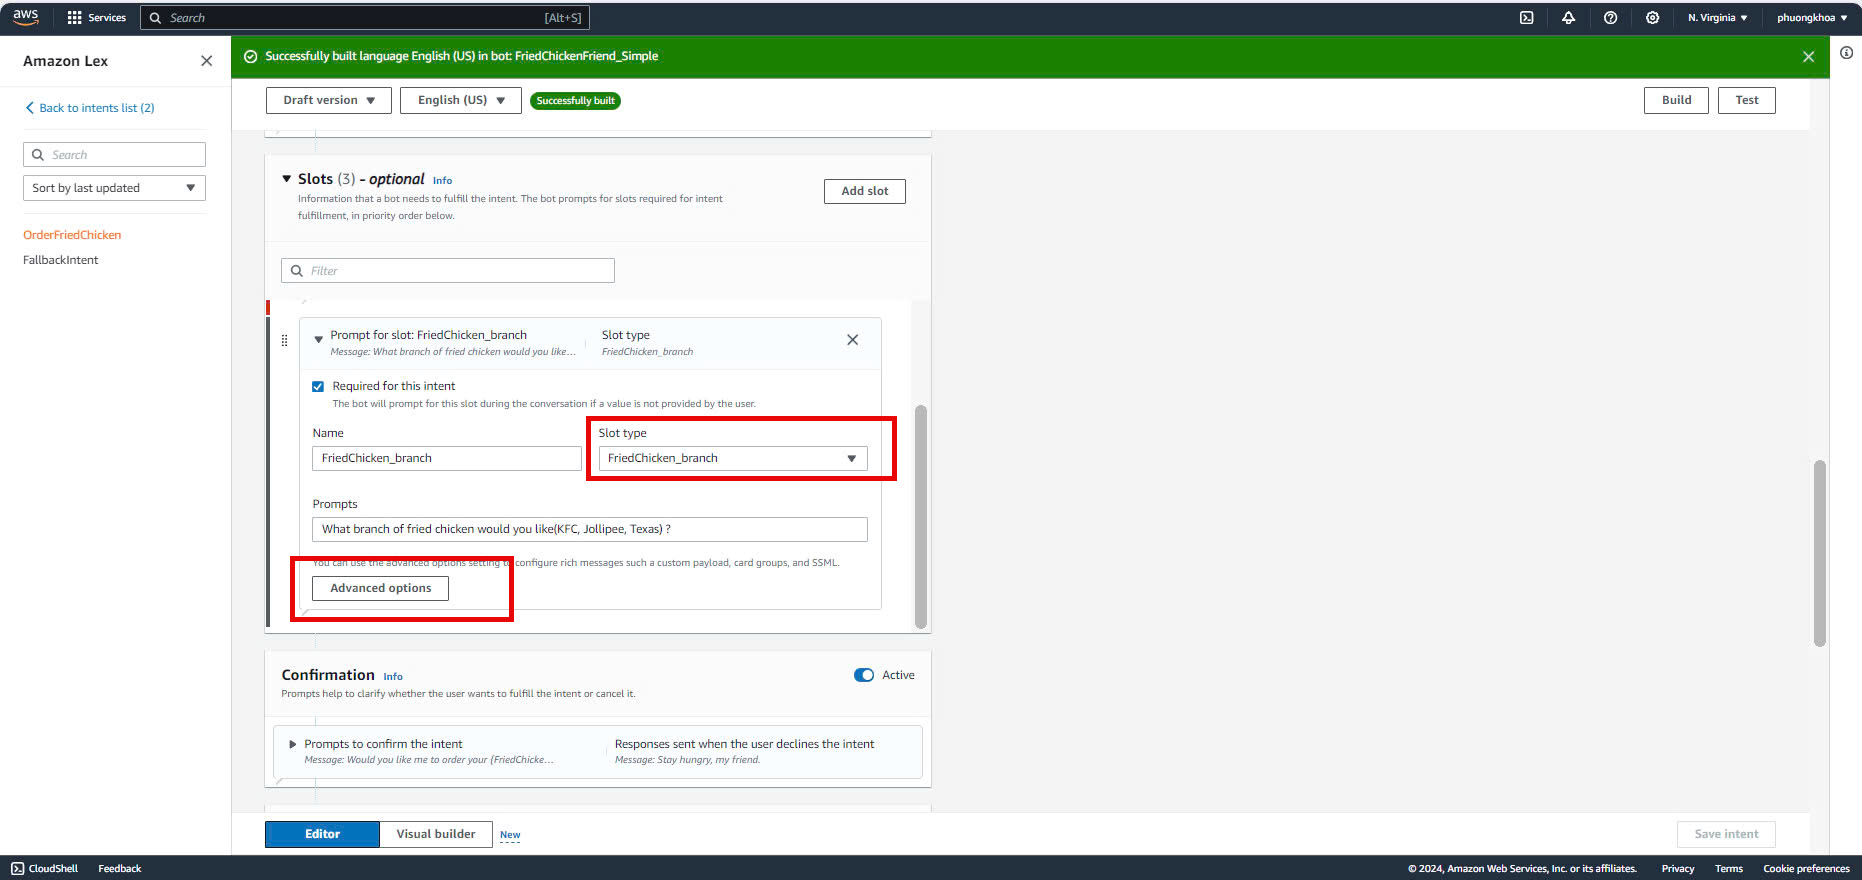 aws
Services
Search
[Alt+S]
N. Virginia
phuongkhoa
Amazon Lex
Successfully built language English (US) in bot: FriedChickenFriend_Simple
Back to intents list (2)
Draft version
English (US)
Successfully built
Build
Test
Search
Sort by last updated
OrderFriedChicken
FallbackIntent
Slots (3) - optional Info
Information that a bot needs to fulfill the intent. The bot prompts for slots required for intent
fulfillment, in priority order below.
Add slot
Filter
Prompt for slot: FriedChicken_branch
Message: What branch of fried chicken would you like...
Slot type
FriedChicken_branch
Required for this intent
The bot will prompt for this slot during the conversation if a value is not provided by the user.
Name
Slot type
FriedChicken_branch
FriedChicken_branch
Prompts
What branch of fried chicken would you like(KFC, Jollipee, Texas) ?
You can use the advanced options setting to configure rich messages such a custom payload, card groups, and SSML.
Advanced options
Confirmation Info
Active
Prompts help to clarify whether the user wants to fulfill the intent or cancel it.
Prompts to confirm the intent
Message: Would you like me to order your {FriedChicke...
Responses sent when the user declines the intent
Message: Stay hungry, my friend.
Editor
Visual builder
New
Save intent
CloudShell
Feedback
© 2024, Amazon Web Services, Inc. or its affiliates.
Privacy
Terms
Cookie preferences